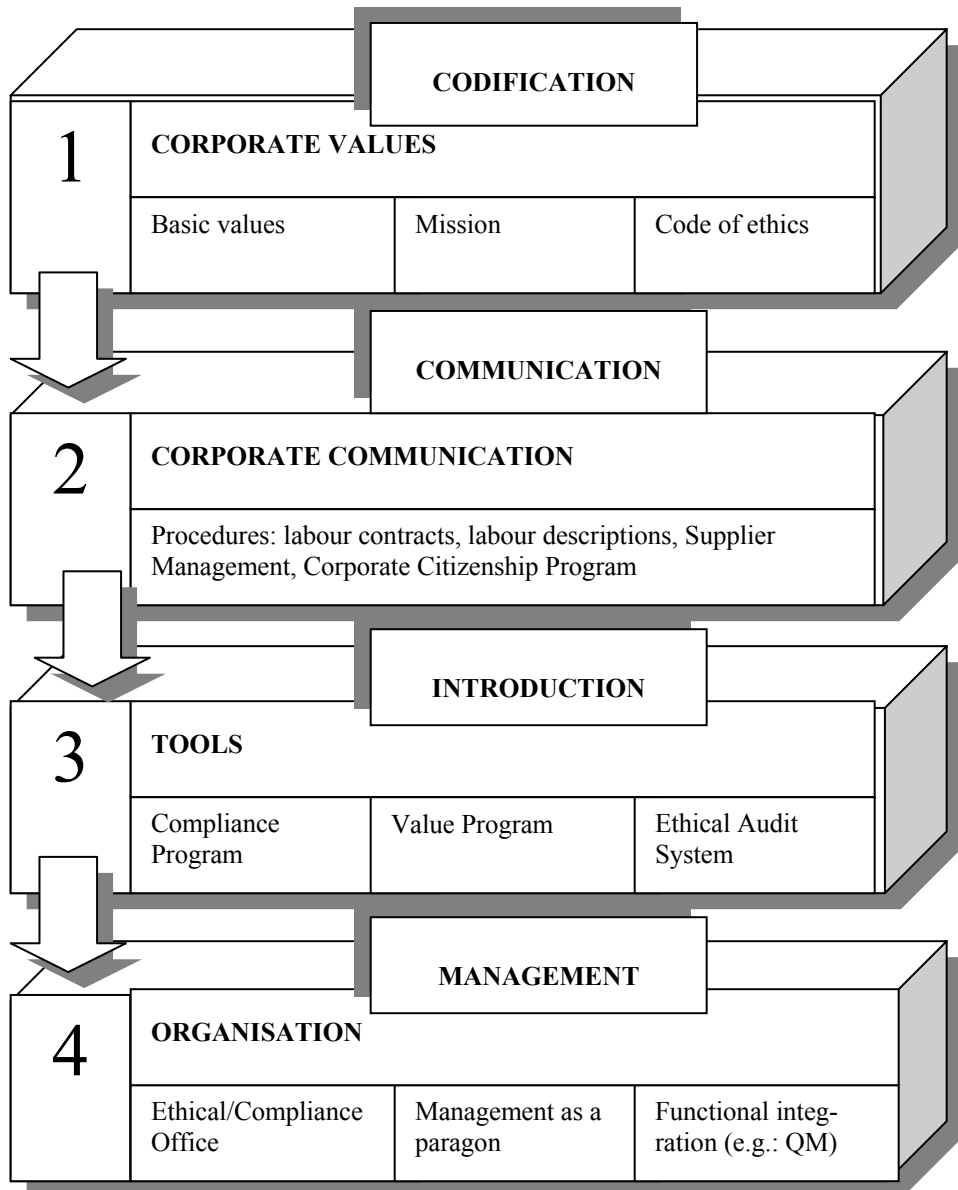 CODIFICATION
1
CORPORATE VALUES
Basic values
Mission
Code of ethics
COMMUNICATION
2
CORPORATE COMMUNICATION
Procedures: labour contracts, labour descriptions, Supplier
Management, Corporate Citizenship Program
INTRODUCTION
3
TOOLS
Compliance
Program
Value Program
Ethical Audit
System
MANAGEMENT
4
ORGANISATION
Ethical/Compliance
Office
Management as a
paragon
Functional integ-
ration (e.g.: QM)